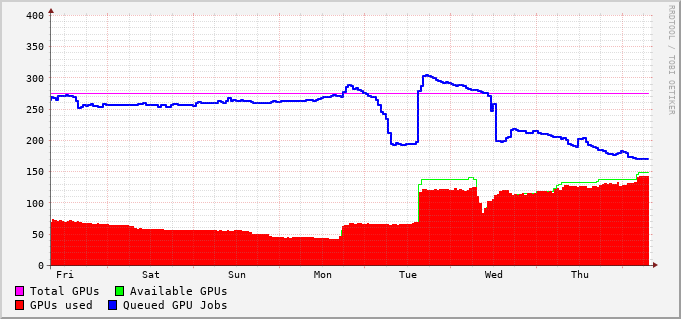 400
350
300
250
200
150
100
50
0
Fri Sat Sun Mon Tue Wed Thu
Total GPUs Available GPUs
GPUs used Queued GPU Jobs
RRDTOOL / TOBI OETIKER